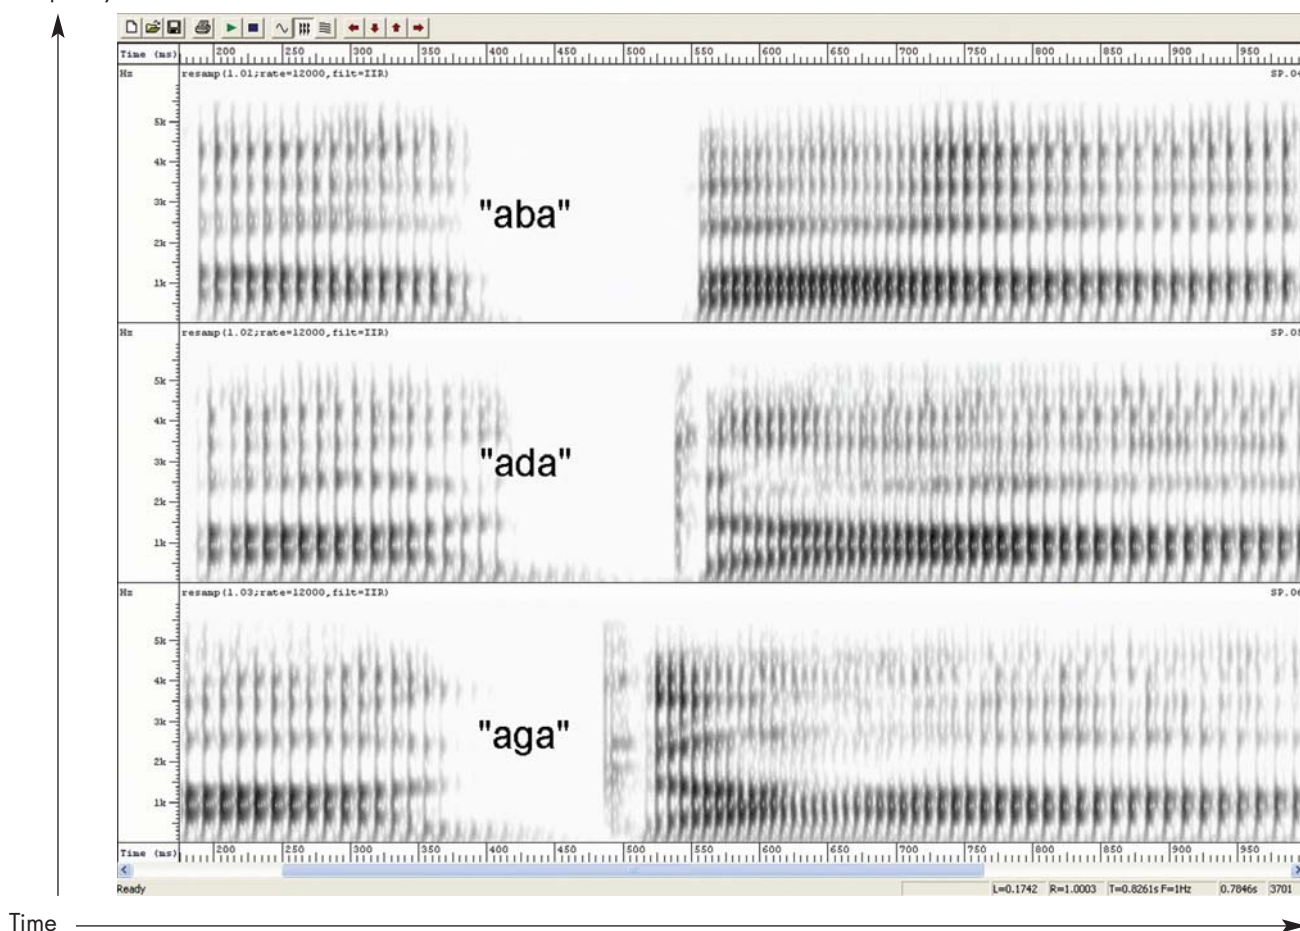 Time (ms) 200 250 300 350 400 450 500 550 600 650 700 750 800 850 900 950
Hz resamp(1.01;rate=12000,filt=IIR)
5k
4k
3k
"aba"
2k
1k
Hz resamp(1.02;rate=12000,filt=IIR)
5k
4k
3k
"ada"
2k
1k
Hz resamp(1.03;rate=12000,filt=IIR)
5k
4k
3k
"aga"
2k
1k
Time (ms) 200 250 300 350 400 450 500 550 600 650 700 750 800 850 900 950
Ready L=0.1742 R=1.0003 T=0.8261s F=1Hz 0.7846s 3701
Time